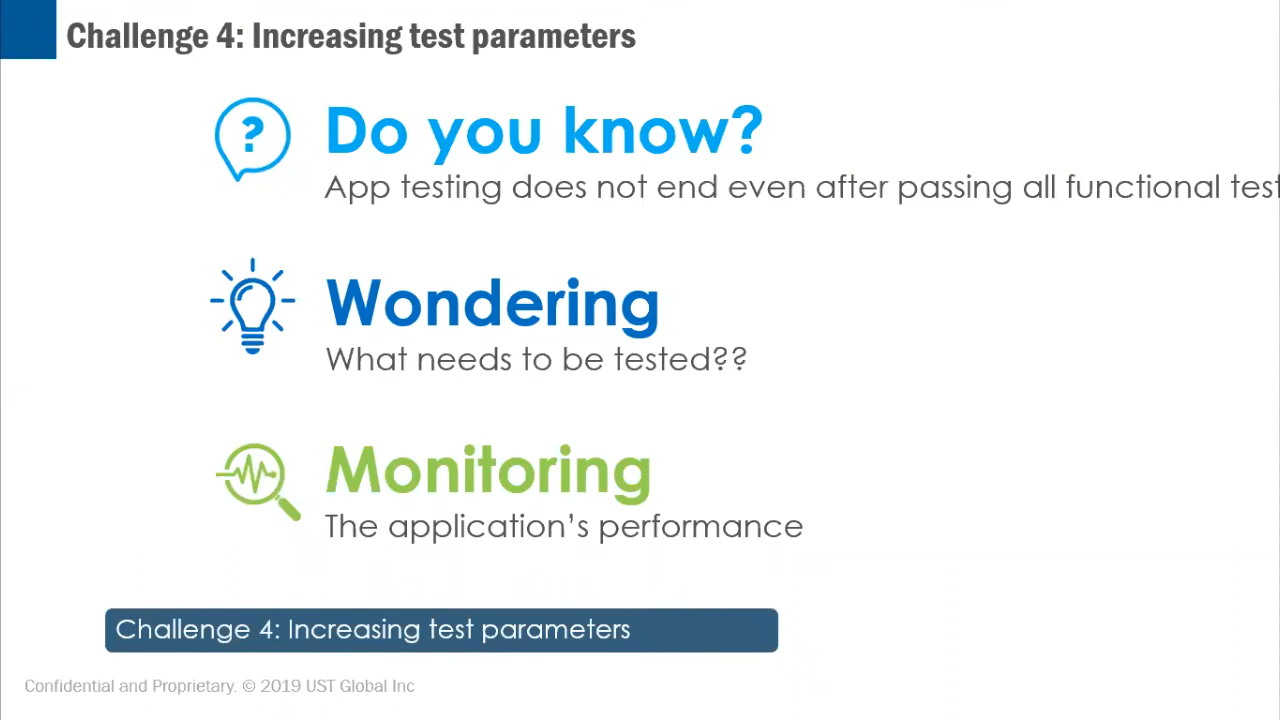 Challenge 4: Increasing test parameters
?
Do you know?
App testing does not end even after passing all functional test
Wondering
What needs to be tested??
Monitoring
The application’s performance
Challenge 4: Increasing test parameters
Confidential and Proprietary. © 2019 UST Global Inc